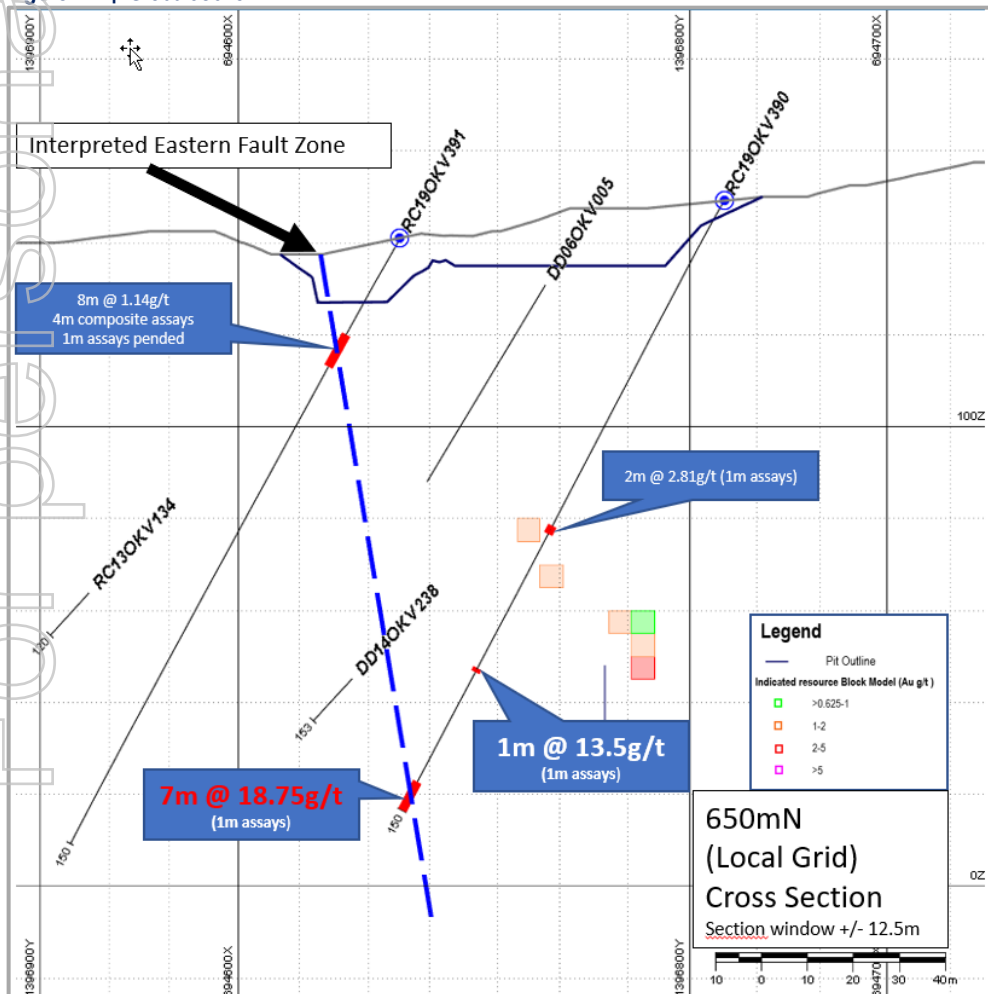 1396900Y
694600X
1396800Y
694700X
Interpreted Eastern Fault Zone
RC19OKV391
RC19OKV390
DD06OKV005
8m @ 1.14g/t
4m composite assays
1m assays pended
100Z
2m @ 2.81g/t (1m assays)
RC13OKV134
120
DD14OKV238
153
1m @ 13.5g/t
(1m assays)
7m @ 18.75g/t
(1m assays)
150
150
Legend
Pit Outline
Indicated resource Block Model (Au g/t )
>0.625-1
1-2
2-5
>5
650mN
(Local Grid)
Cross Section
Section window +/- 12.5m
0Z
10 0 10 20 30 40m
1396900Y
694600X
1396800Y